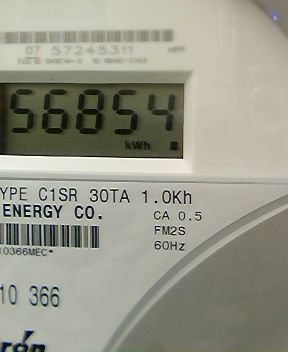 07 57245311
56854
kWh
YPE C1SR 30TA 1.0Kh
ENERGY CO.
CA 0.5
FM2S
60Hz
10366MEC*
10 366
rón